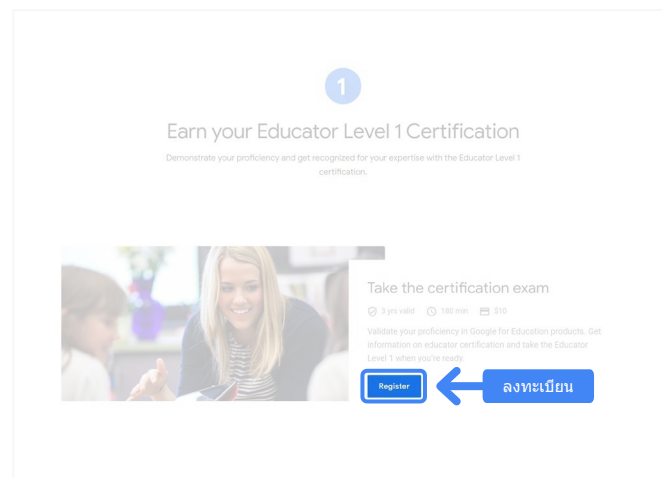 1
Earn your Educator Level 1 Certification
Demonstrate your proficiency and get recognized for your expertise with the Educator Level 1
certification.
Take the certification exam
3 yrs valid 180 min $10
Validate your proficiency in Google for Education products. Get
information on educator certification and take the Educator
Level 1 when you're ready.
Register
ลงทะเบียน